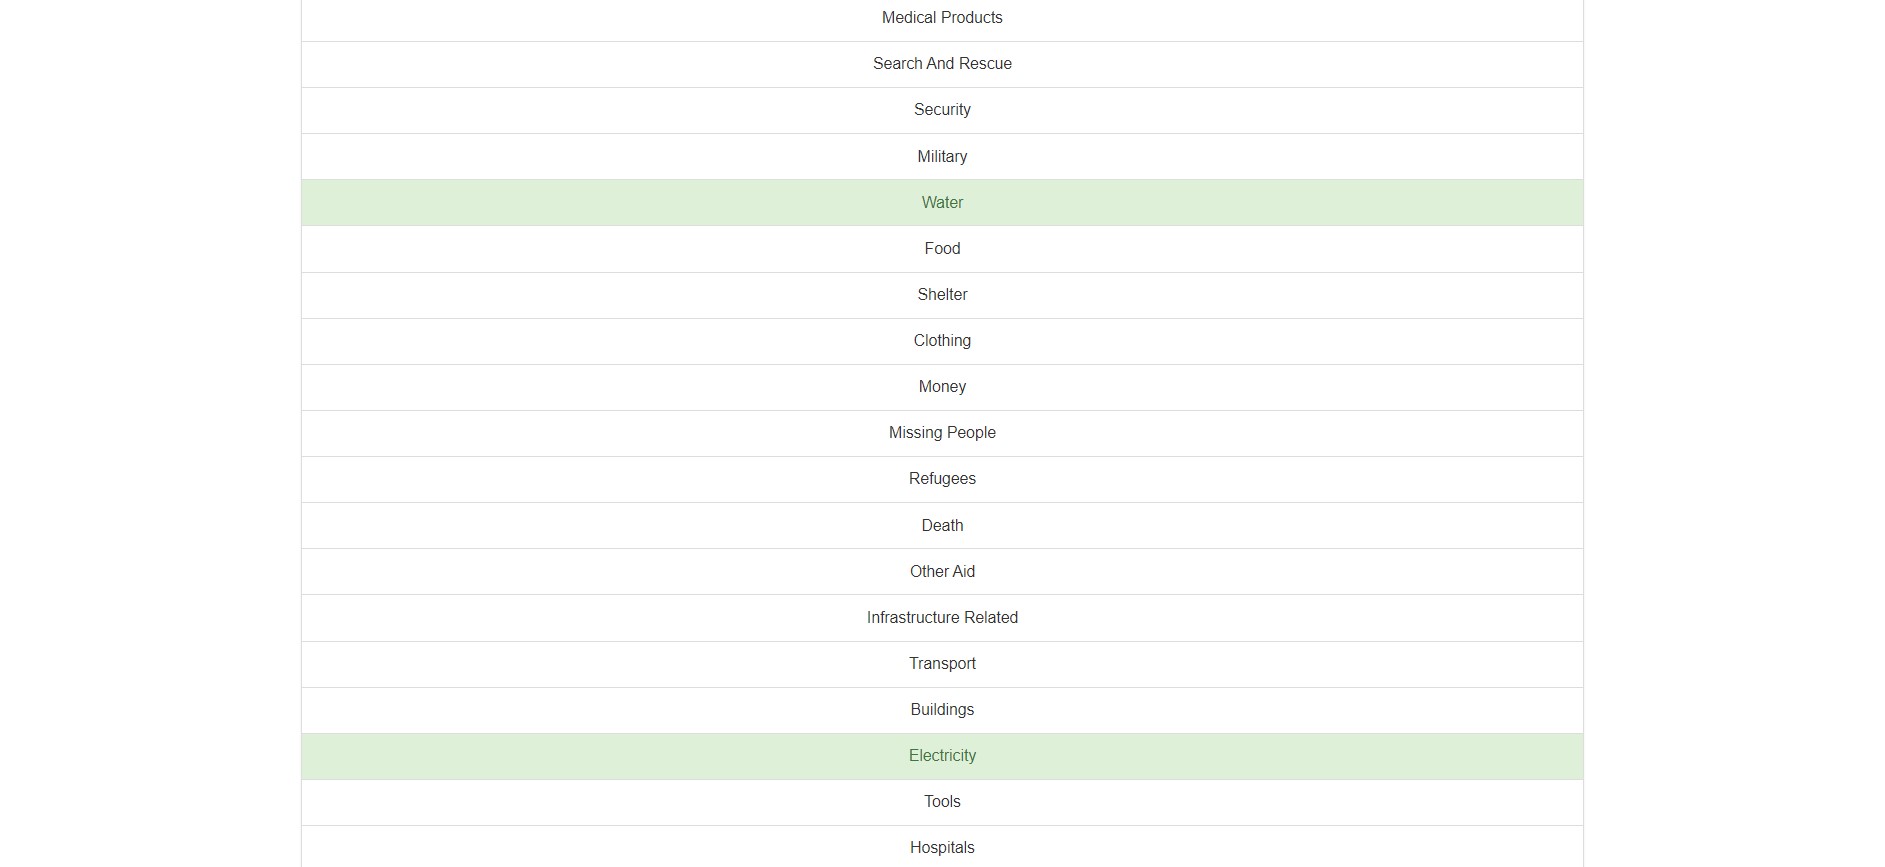 Medical Products
Search And Rescue
Security
Military
Water
Food
Shelter
Clothing
Money
Missing People
Refugees
Death
Other Aid
Infrastructure Related
Transport
Buildings
Electricity
Tools
Hospitals